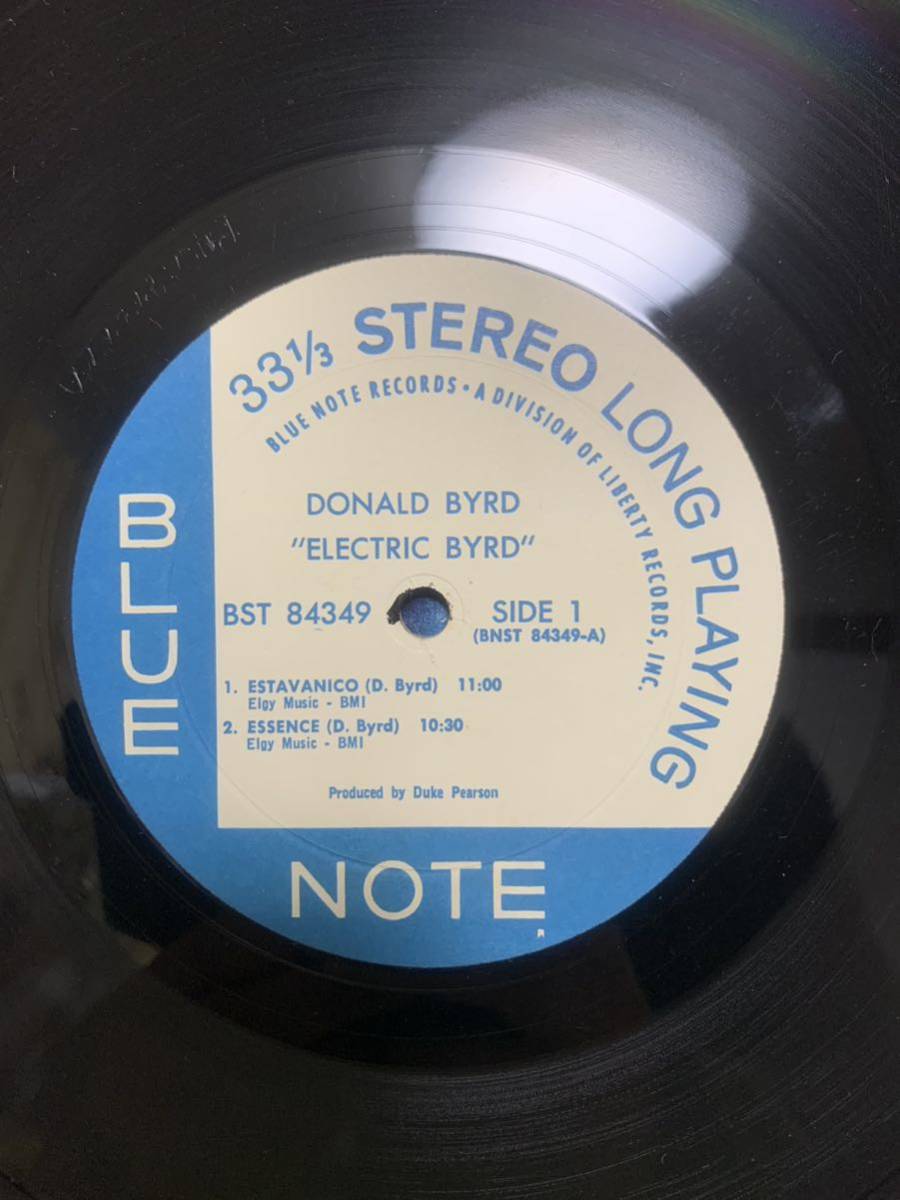 33⅓ STEREO LONG PLAYING
BLUE NOTE RECORDS • A DIVISION OF LIBERTY RECORDS, INC.
DONALD BYRD
"ELECTRIC BYRD"
BST 84349
SIDE 1
(BNST 84349-A)
1. ESTAVANICO (D. Byrd) 11:00
Elgy Music - BMI
2. ESSENCE (D. Byrd) 10:30
Elgy Music - BMI
Produced by Duke Pearson
BLUE
NOTE